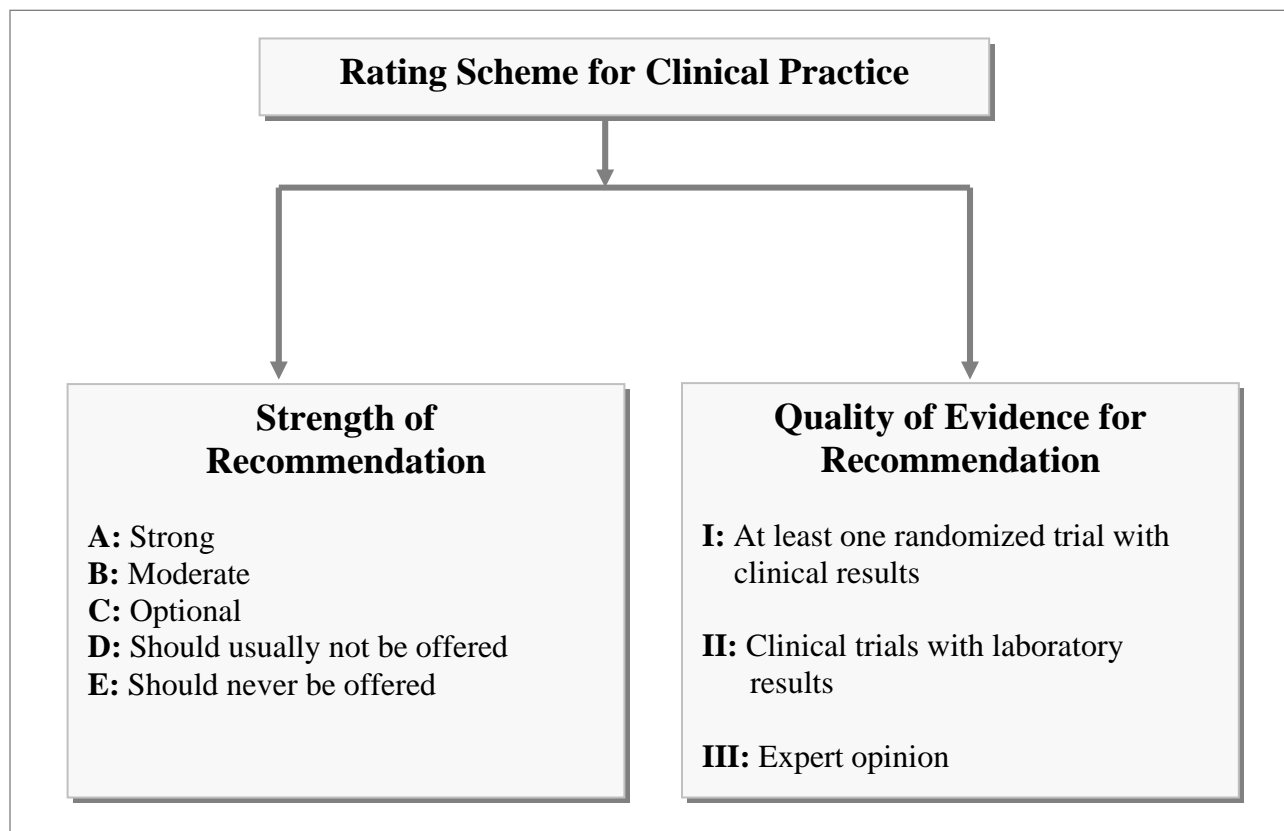 Rating Scheme for Clinical Practice
Strength of
Recommendation
A: Strong
B: Moderate
C: Optional
D: Should usually not be offered
E: Should never be offered
Quality of Evidence for
Recommendation
I: At least one randomized trial with
clinical results
II: Clinical trials with laboratory
results
III: Expert opinion